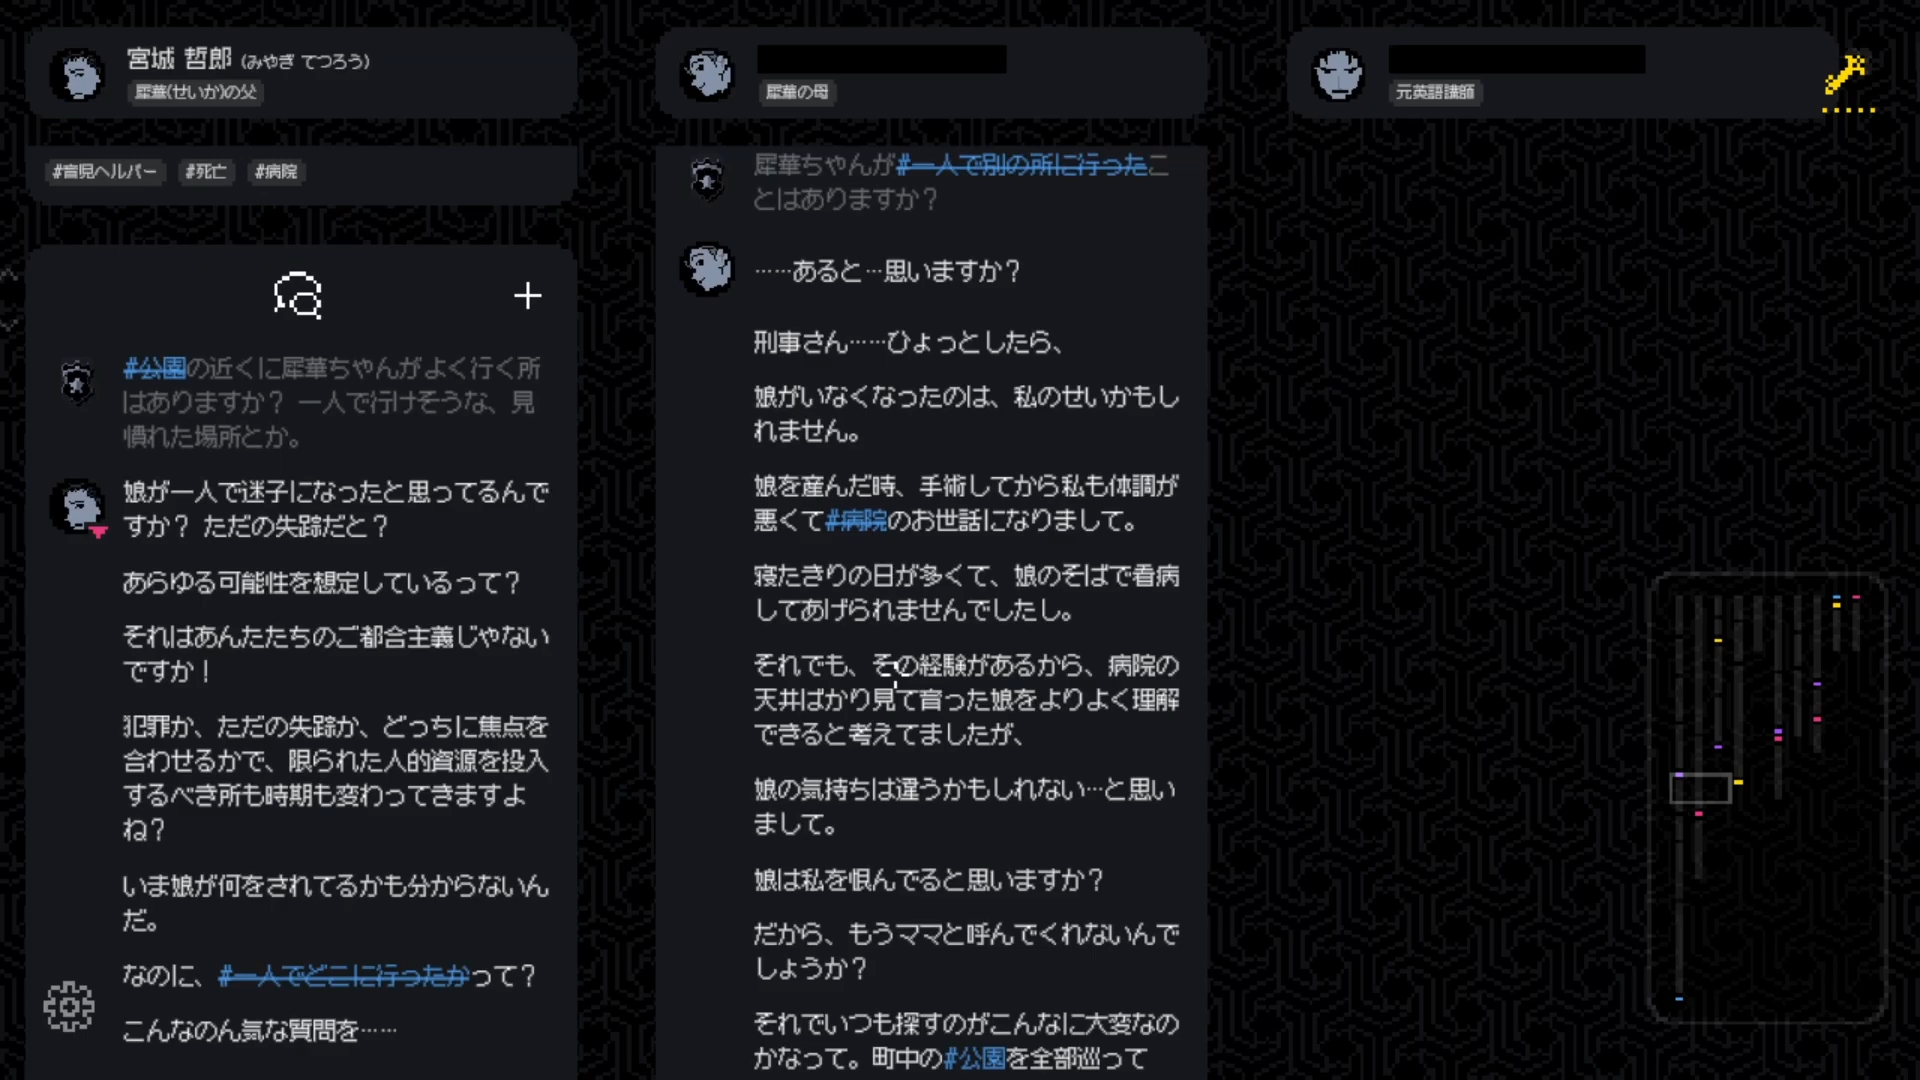 宮城 哲郎 (みやぎ てつろう)
犀華(せいか)の父
#育児ヘルパー #死亡 #病院
#公園の近くに犀華ちゃんがよく行く所
はありますか？ 一人で行けそうな、見
慣れた場所とか。
娘が一人で迷子になったと思ってるんで
すか？ ただの失踪だと？
あらゆる可能性を想定しているって？
それはあんたたちのご都合主義じゃない
ですか！
犯罪か、ただの失踪か、どっちに焦点を
合わせるかで、限られた人的資源を投入
するべき所も時期も変わってきますよ
ね？
いま娘が何をされてるかも分からないん
だ。
なのに、#一人でどこに行ったかって？
こんなのん気な質問を……
犀華の母
犀華ちゃんが#一人で別の所に行ったこ
とはありますか？
……あると…思いますか？
刑事さん……ひょっとしたら、
娘がいなくなったのは、私のせいかもし
れません。
娘を産んだ時、手術してから私も体調が
悪くて#病院のお世話になりまして。
寝たきりの日が多くて、娘のそばで看病
してあげられませんでしたし。
それでも、その経験があるから、病院の
天井ばかり見て育った娘をよりよく理解
できると考えてましたが、
娘の気持ちは違うかもしれない…と思い
まして。
娘は私を恨んでると思いますか？
だから、もうママと呼んでくれないんで
しょうか？
それでいつも探すのがこんなに大変なの
かなって。町中の#公園を全部巡って
元英語講師